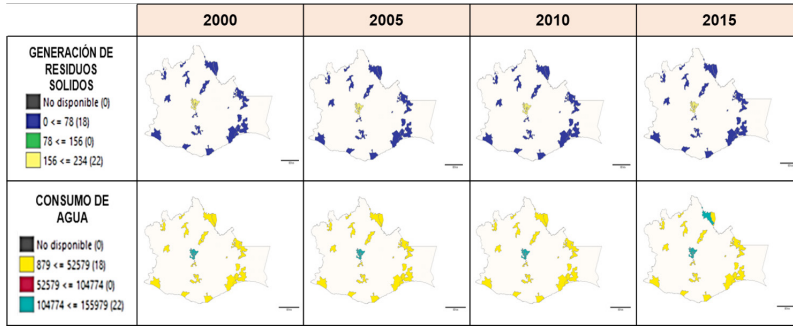 2000
2005
2010
2015
GENERACIÓN DE
RESIDUOS
SOLIDOS
No disponible (0)
0 <= 78 (18)
78 <= 156 (0)
156 <= 234 (22)
CONSUMO DE
AGUA
No disponible (0)
879 <= 52579 (18)
52579 <= 104774 (0)
104774 <= 155979 (22)